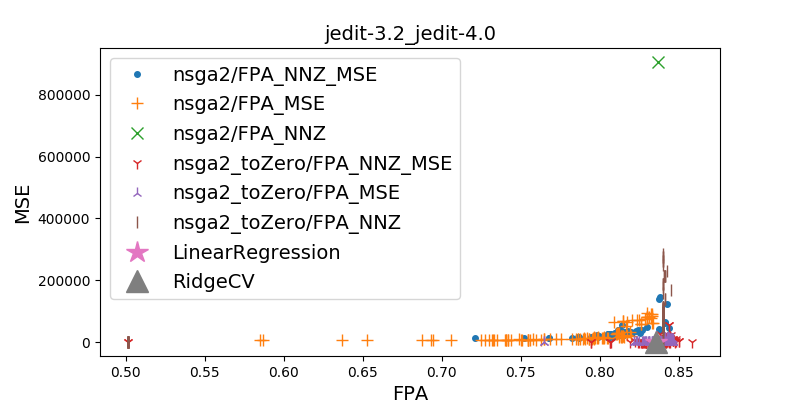 jedit-3.2_jedit-4.0
nsga2/FPA_NNZ_MSE
nsga2/FPA_MSE
nsga2/FPA_NNZ
nsga2_toZero/FPA_NNZ_MSE
nsga2_toZero/FPA_MSE
nsga2_toZero/FPA_NNZ
LinearRegression
RidgeCV
MSE
800000
600000
400000
200000
0
0.50 0.55 0.60 0.65 0.70 0.75 0.80 0.85
FPA